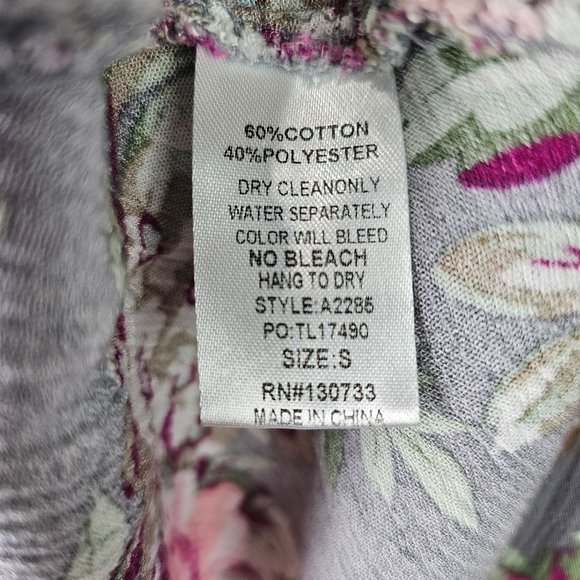 60%COTTON
40%POLYESTER
DRY CLEANONLY
WATER SEPARATELY
COLOR WILL BLEED
NO BLEACH
HANG TO DRY
STYLE:A2285
PO:TL17490
SIZE:S
RN#130733
MADE IN CHINA